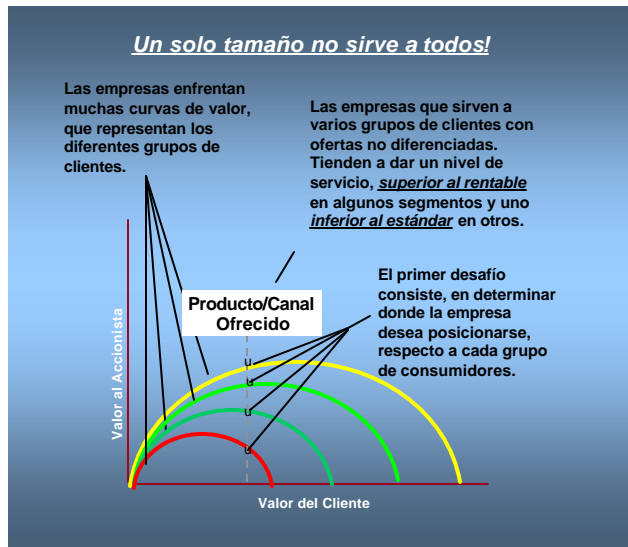 Un solo tamaño no sirve a todos!
Las empresas enfrentan
muchas curvas de valor,
que representan los
diferentes grupos de
clientes.
Las empresas que sirven a
varios grupos de clientes con
ofertas no diferenciadas.
Tienden a dar un nivel de
servicio, superior al rentable
en algunos segmentos y uno
inferior al estándar en otros.
Producto/Canal
Ofrecido
El primer desafío
consiste, en determinar
donde la empresa
desea posicionarse,
respecto a cada grupo
de consumidores.
Valor al Accionista
u
u
u
u
Valor del Cliente